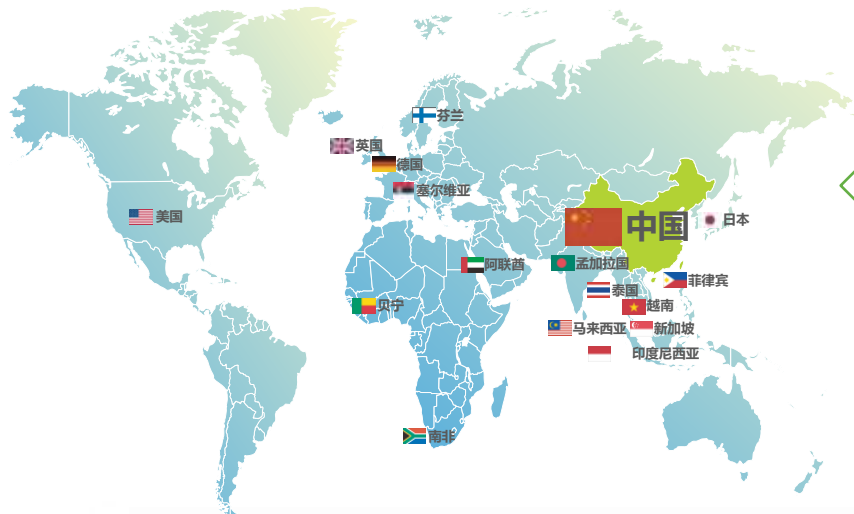 芬兰
英国
德国
塞尔维亚
美国
中国
日本
阿联酋
孟加拉国
菲律宾
泰国
贝宁
越南
马来西亚
新加坡
印度尼西亚
南非